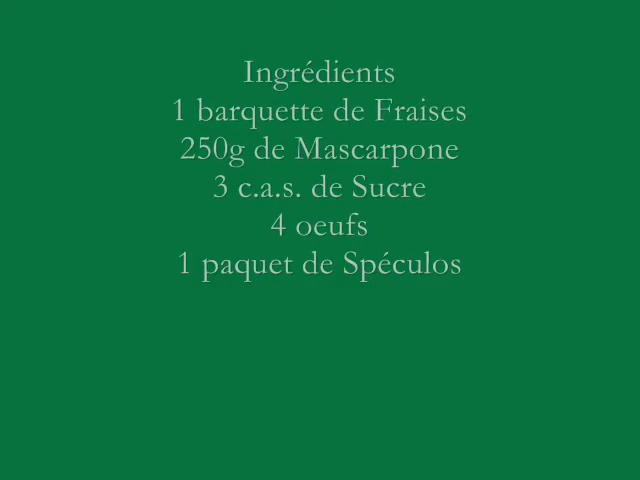 Ingrédients
1 barquette de Fraises
250g de Mascarpone
3 c.a.s. de Sucre
4 oeufs
1 paquet de Spéculos